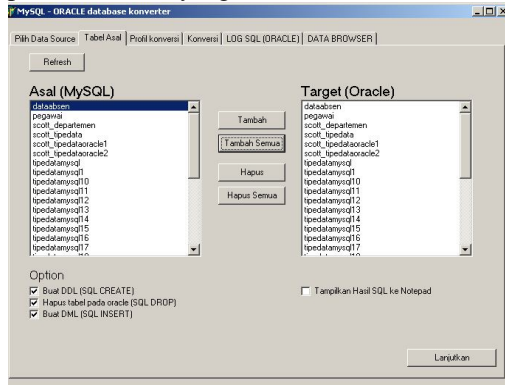 MySQL - ORACLE database konverter
Pilih Data Source Tabel Asal Profil konversi Konversi LOG SQL (ORACLE) DATA BROWSER
Refresh
Asal (MySQL)
dataabsen
pegawai
scott_departemen
scott_tipedata
scott_tipedataoracle1
scott_tipedataoracle2
tipedatamysql
tipedatamysql1
tipedatamysql10
tipedatamysql11
tipedatamysql12
tipedatamysql13
tipedatamysql14
tipedatamysql15
tipedatamysql16
tipedatamysql17
Tambah
Tambah Semua
Hapus
Hapus Semua
Target (Oracle)
dataabsen
pegawai
scott_departemen
scott_tipedata
scott_tipedataoracle1
scott_tipedataoracle2
tipedatamysql
tipedatamysql1
tipedatamysql10
tipedatamysql11
tipedatamysql12
tipedatamysql13
tipedatamysql14
tipedatamysql15
tipedatamysql16
tipedatamysql17
Option
Buat DDL (SQL CREATE)
Hapus tabel pada oracle (SQL DROP)
Buat DML (SQL INSERT)
Tampilkan Hasil SQL ke Notepad
Lanjutkan